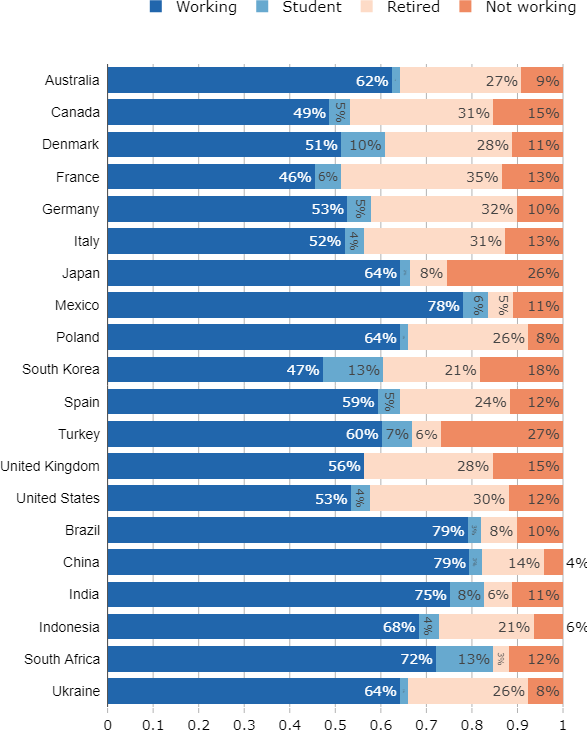 Working Student Retired Not working
Australia 62% 27% 9%
Canada 49% 5% 31% 15%
Denmark 51% 10% 28% 11%
France 46% 6% 35% 13%
Germany 53% 5% 32% 10%
Italy 52% 4% 31% 13%
Japan 64% 8% 26%
Mexico 78% 6% 5% 11%
Poland 64% 26% 8%
South Korea 47% 13% 21% 18%
Spain 59% 5% 24% 12%
Turkey 60% 7% 6% 27%
United Kingdom 56% 28% 15%
United States 53% 4% 30% 12%
Brazil 79% 8% 10%
China 79% 14% 4%
India 75% 8% 6% 11%
Indonesia 68% 4% 21% 6%
South Africa 72% 13% 3% 12%
Ukraine 64% 26% 8%
0 0.1 0.2 0.3 0.4 0.5 0.6 0.7 0.8 0.9 1